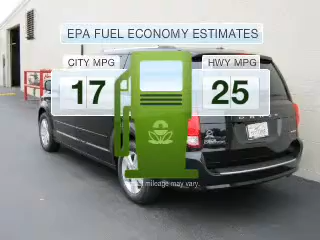 EPA FUEL ECONOMY ESTIMATES
CITY MPG
HWY MPG
17
25
mileage may vary.